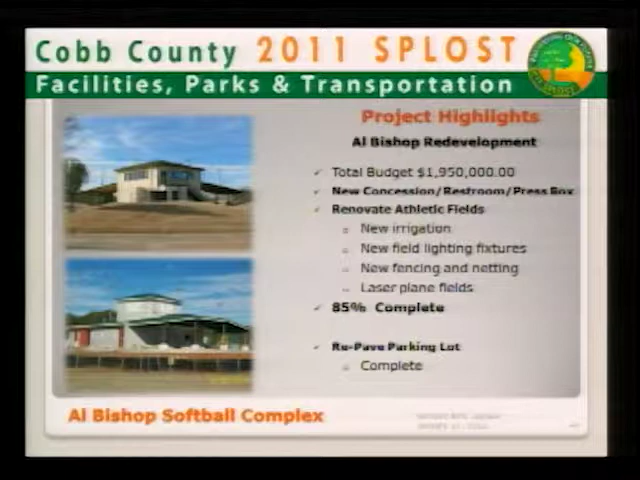 Cobb County 2011 SPLOST
Facilities, Parks & Transportation
Project Highlights
Al Bishop Redevelopment
Total Budget $1,950,000.00
New Concession/Restroom/Press Box
Renovate Athletic Fields
New irrigation
New field lighting fixtures
New fencing and netting
Laser plane fields
85% Complete
Re-Pave Parking Lot
Complete
Al Bishop Softball Complex